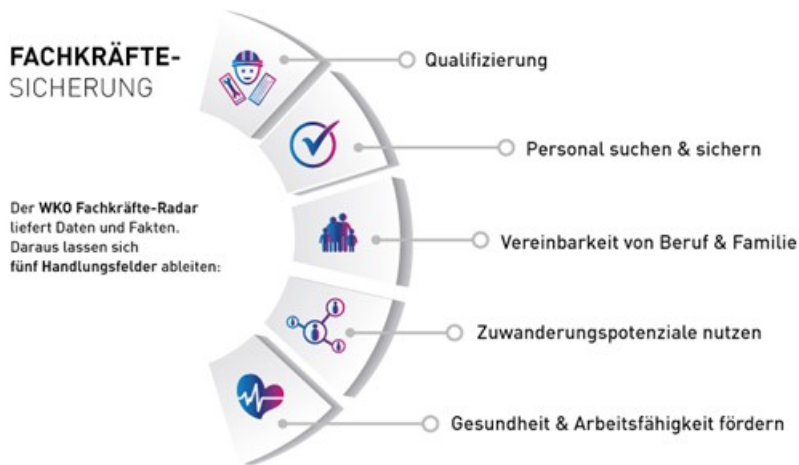 FACHKRÄFTE-
SICHERUNG
Der WKO Fachkräfte-Radar
liefert Daten und Fakten.
Daraus lassen sich
fünf Handlungsfelder ableiten:
Qualifizierung
Personal suchen & sichern
Vereinbarkeit von Beruf & Familie
Zuwanderungspotenziale nutzen
Gesundheit & Arbeitsfähigkeit fördern